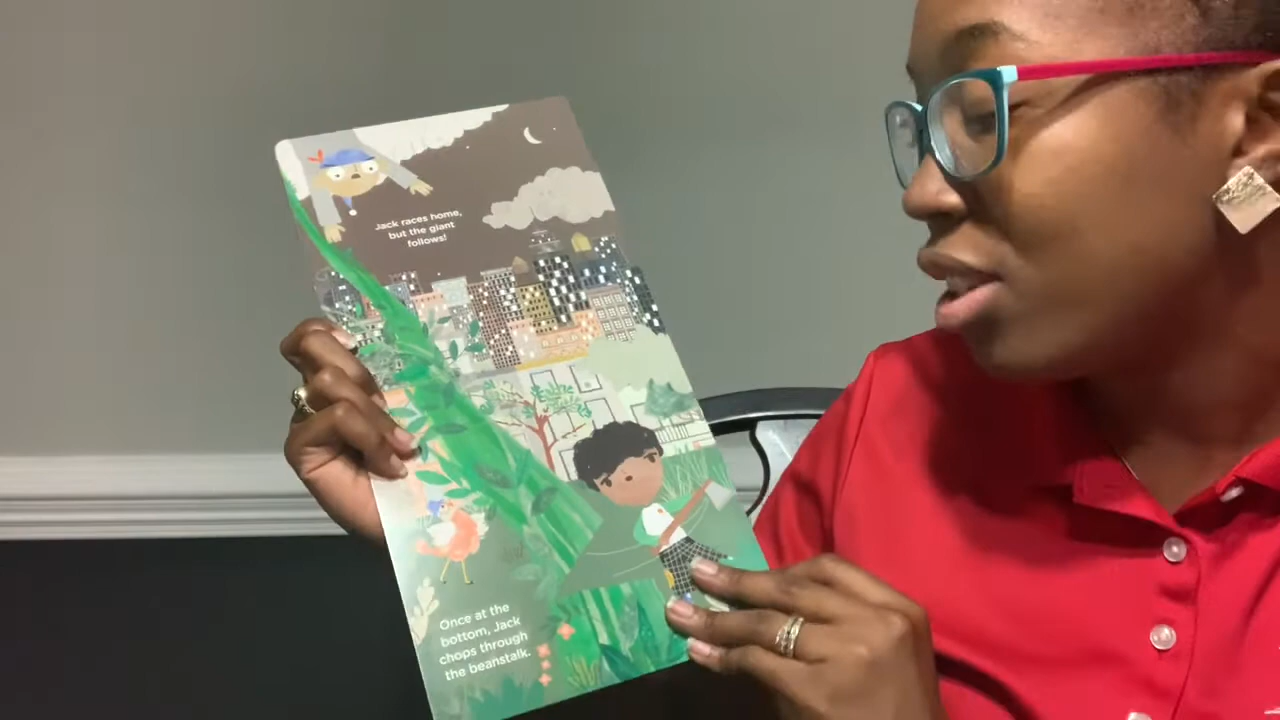 Jack races home,
but the giant
follows!
Once at the
bottom, Jack
chops through
the beanstalk.